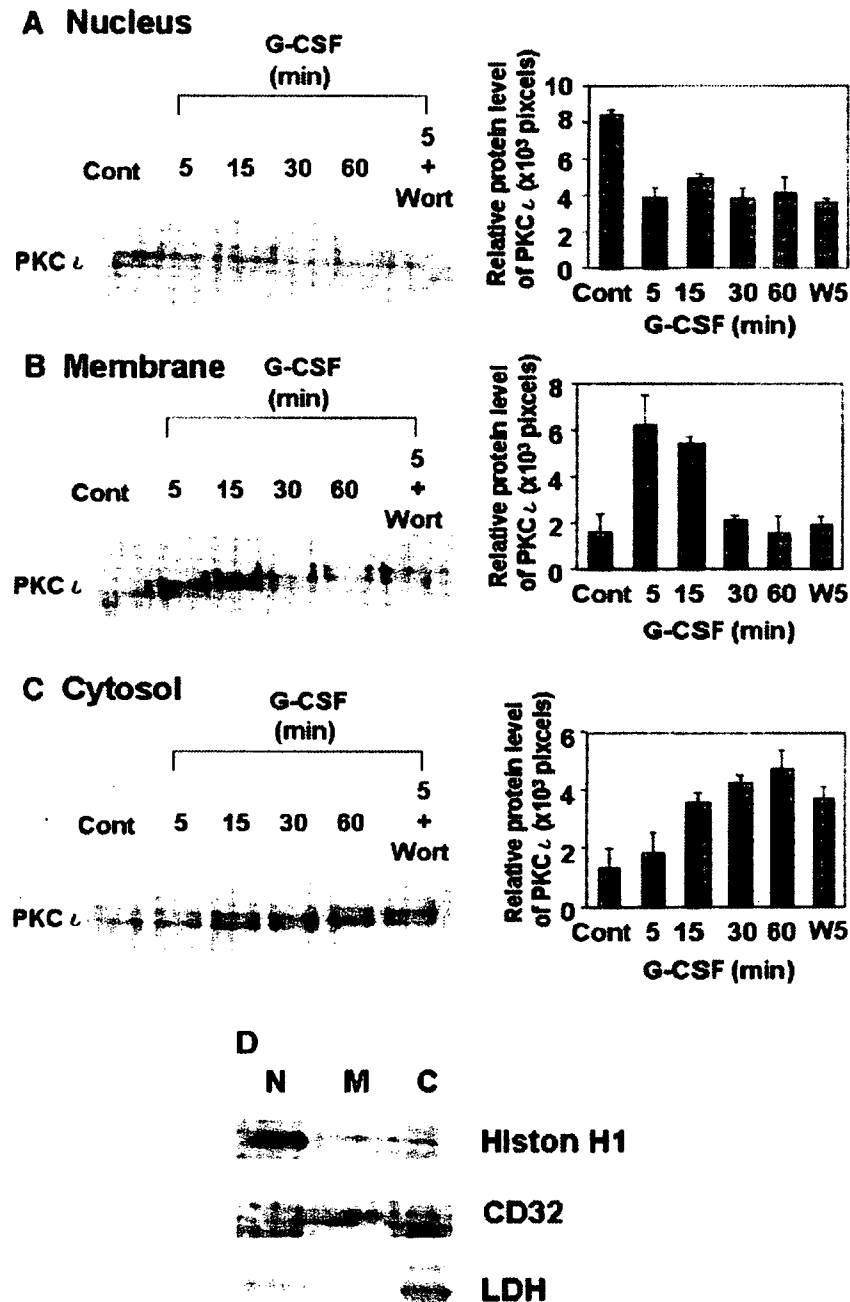 A Nucleus
G-CSF
(min)
5
Cont 5 15 30 60 +
Wort
PKC ι
Relative protein level
of PKC ι (x10³ pixcels)
10
8
6
4
2
0
Cont 5 15 30 60 W5
G-CSF (min)
B Membrane
G-CSF
(min)
5
Cont 5 15 30 60 +
Wort
PKC ι
Relative protein level
of PKC ι (x10³ pixcels)
8
6
4
2
0
Cont 5 15 30 60 W5
G-CSF (min)
C Cytosol
G-CSF
(min)
5
Cont 5 15 30 60 +
Wort
PKC ι
Relative protein level
of PKC ι (x10³ pixcels)
6
4
2
0
Cont 5 15 30 60 W5
G-CSF (min)
D
N M C
Histon H1
CD32
LDH